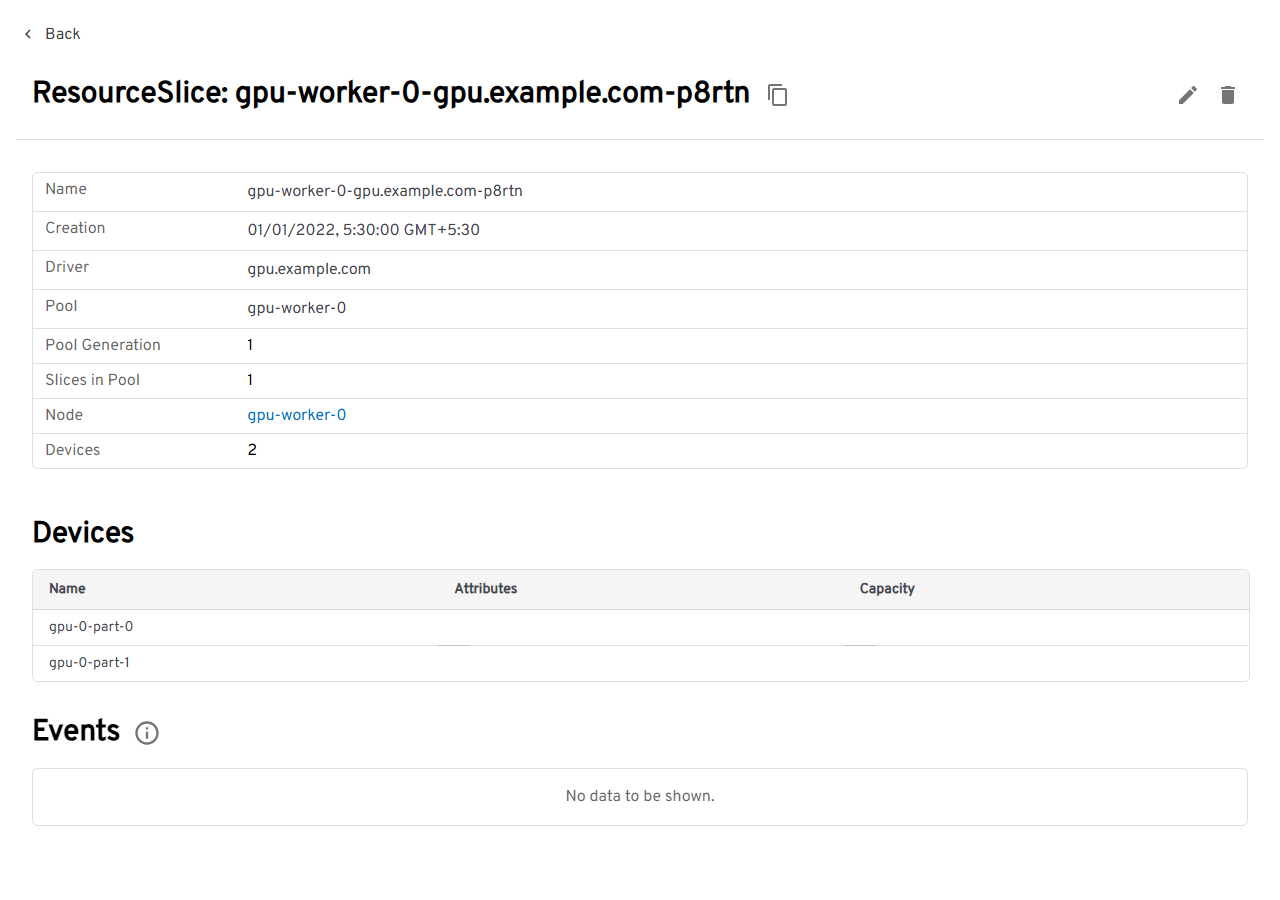 Back
ResourceSlice: gpu-worker-0-gpu.example.com-p8rtn
Name gpu-worker-0-gpu.example.com-p8rtn
Creation 01/01/2022, 5:30:00 GMT+5:30
Driver gpu.example.com
Pool gpu-worker-0
Pool Generation 1
Slices in Pool 1
Node gpu-worker-0
Devices 2
Devices
Name Attributes Capacity
gpu-0-part-0
gpu-0-part-1
Events
No data to be shown.